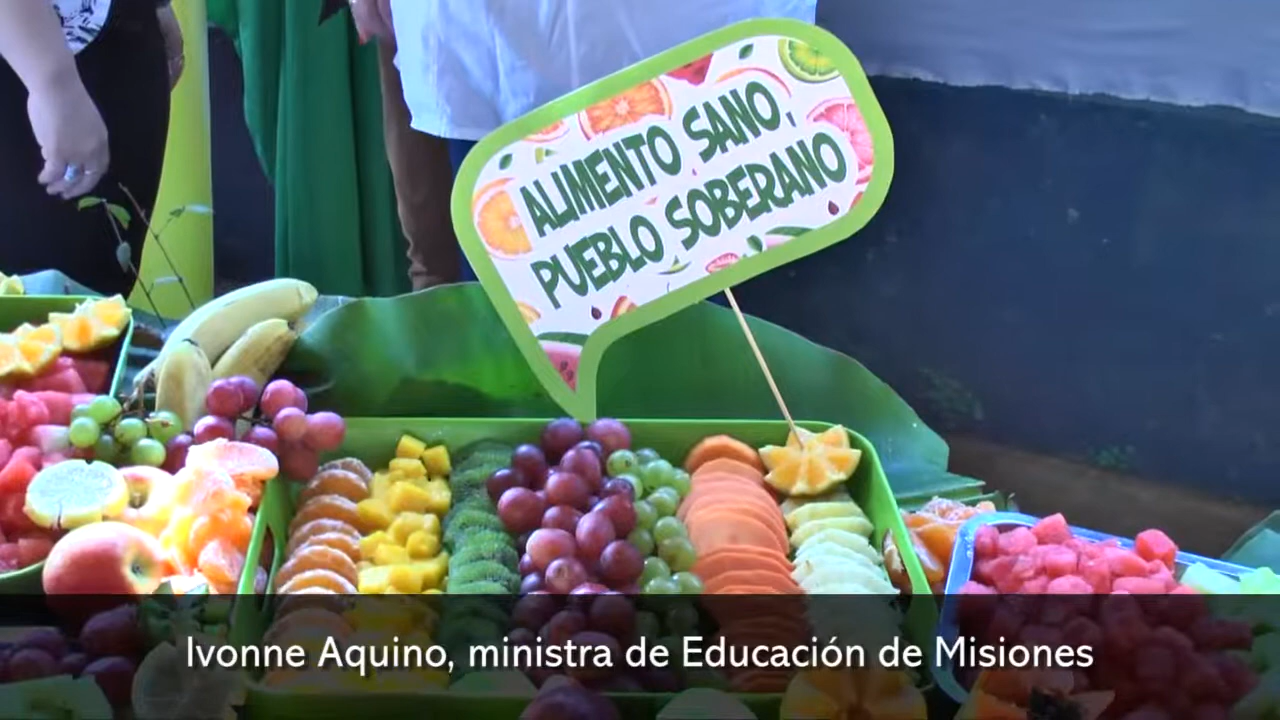 ALIMENTO SANO,
PUEBLO SOBERANO
Ivonne Aquino, ministra de Educación de Misiones